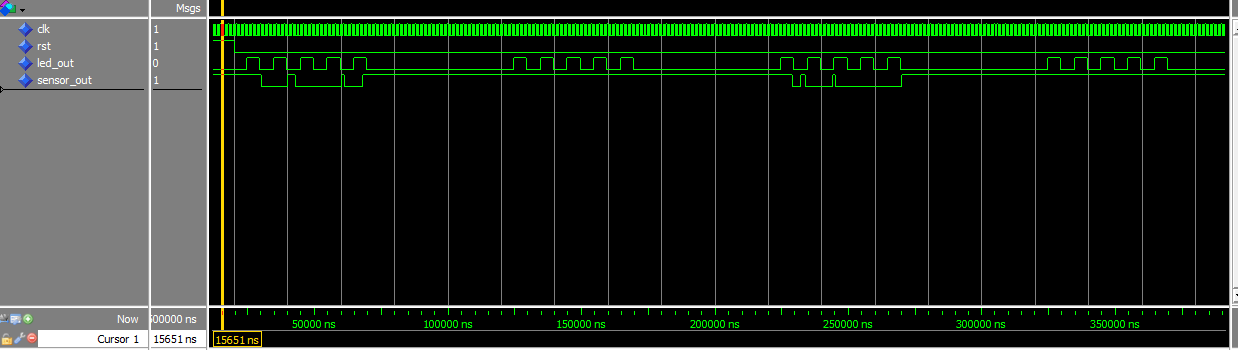 Msgs
clk 1
rst 1
led_out 0
sensor_out 1
Now 500000 ns
50000 ns 100000 ns 150000 ns 200000 ns 250000 ns 300000 ns 350000 ns
Cursor 1 15651 ns 15651 ns